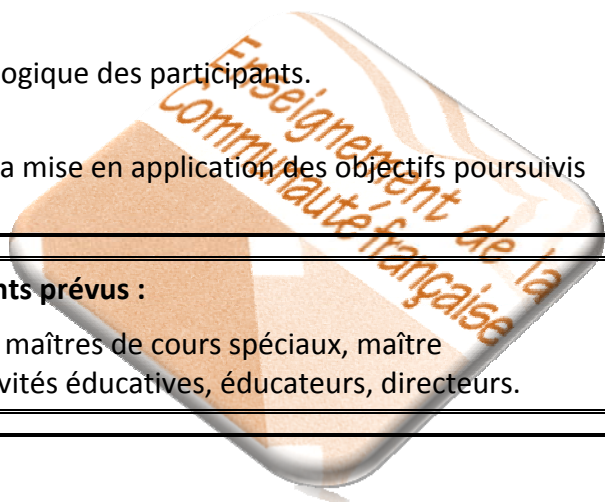 logique des participants.
Enseignement de la
Communauté française
a mise en application des objectifs poursuivis
nts prévus :
maîtres de cours spéciaux, maître
vités éducatives, éducateurs, directeurs.